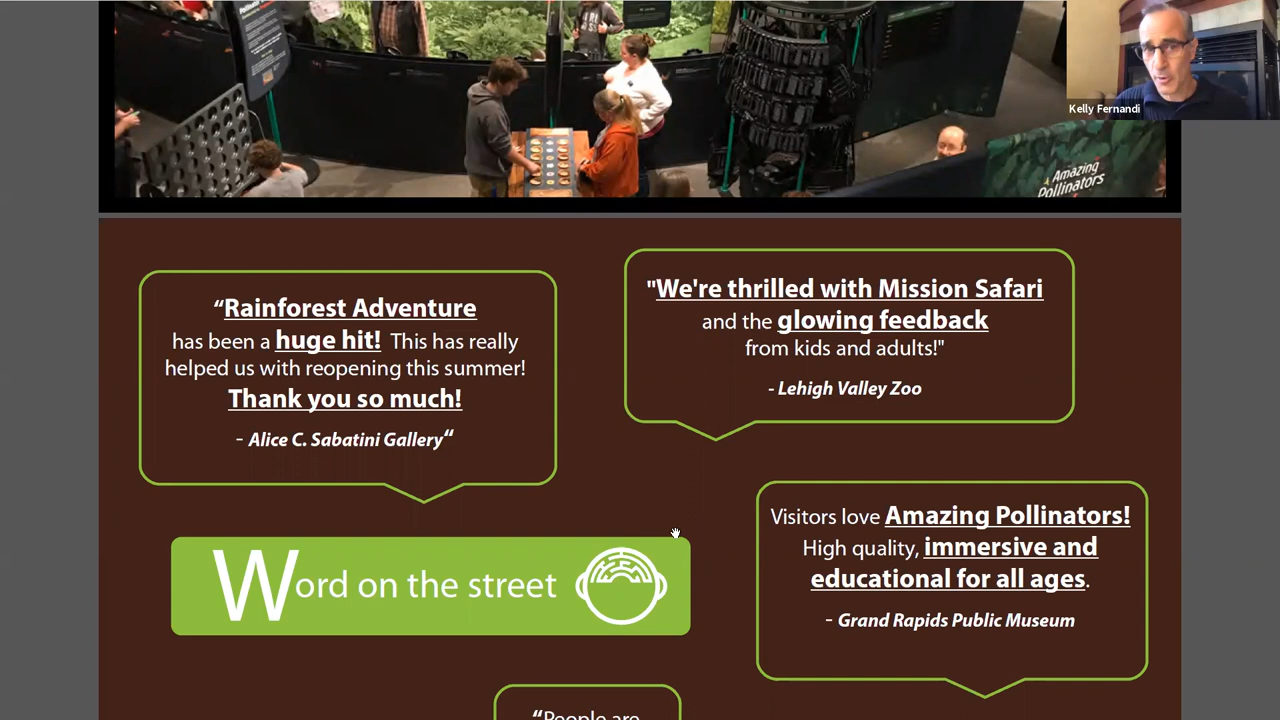 Kelly Fernandi
Amazing
Pollinators
“Rainforest Adventure
has been a huge hit! This has really
helped us with reopening this summer!
Thank you so much!
- Alice C. Sabatini Gallery“
"We're thrilled with Mission Safari
and the glowing feedback
from kids and adults!"
- Lehigh Valley Zoo
Visitors love Amazing Pollinators!
High quality, immersive and
educational for all ages.
- Grand Rapids Public Museum
Word on the street
“People are